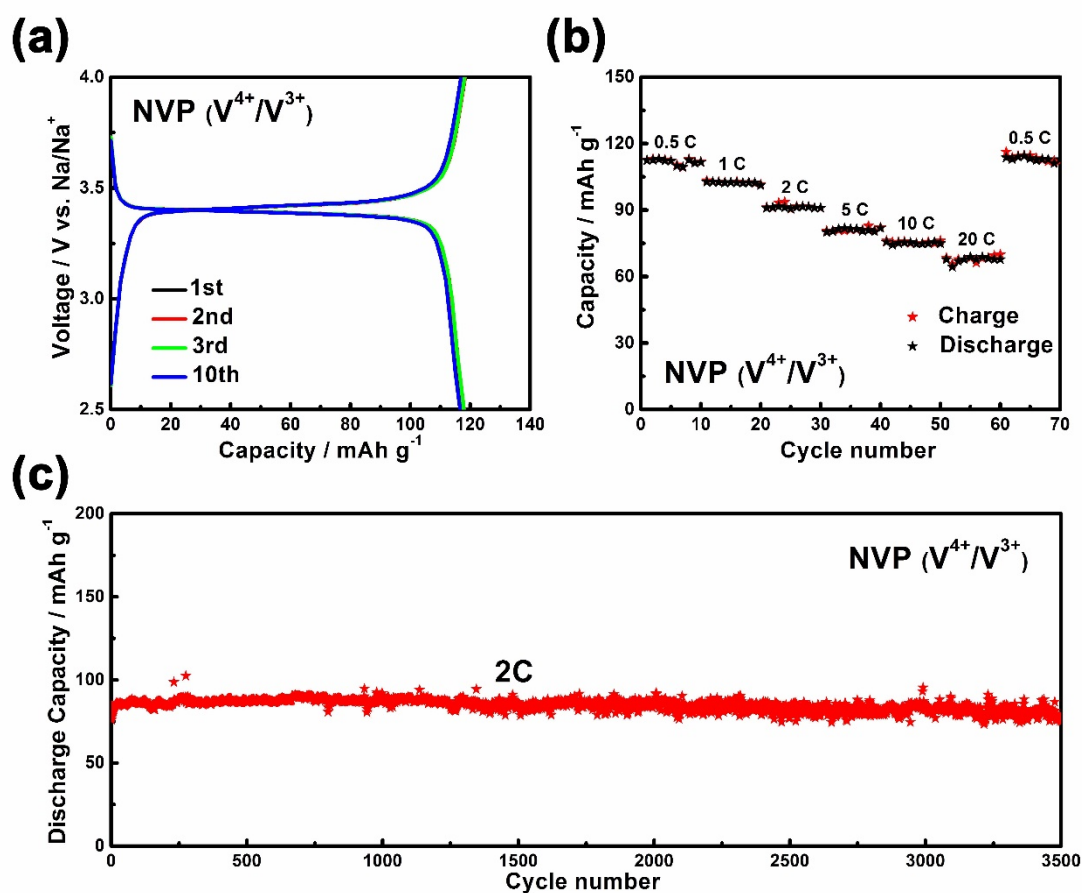 (a)
4.0
3.5
3.0
2.5
Voltage / V vs. Na/Na⁺
NVP (V⁴⁺/V³⁺)
1st
2nd
3rd
10th
0 20 40 60 80 100 120 140
Capacity / mAh g⁻¹
(b)
150
120
90
60
30
0
Capacity / mAh g⁻¹
0.5 C
1 C
2 C
5 C
10 C
20 C
0.5 C
Charge
Discharge
NVP (V⁴⁺/V³⁺)
0 10 20 30 40 50 60 70
Cycle number
(c)
200
150
100
50
0
Discharge Capacity / mAh g⁻¹
NVP (V⁴⁺/V³⁺)
2C
0 500 1000 1500 2000 2500 3000 3500
Cycle number